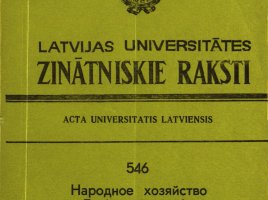 LATVIJAS UNIVERSITĀTES
ZINĀTNISKIE RAKSTI
ACTA UNIVERSITATIS LATVIENSIS
546
Народное хозяйство